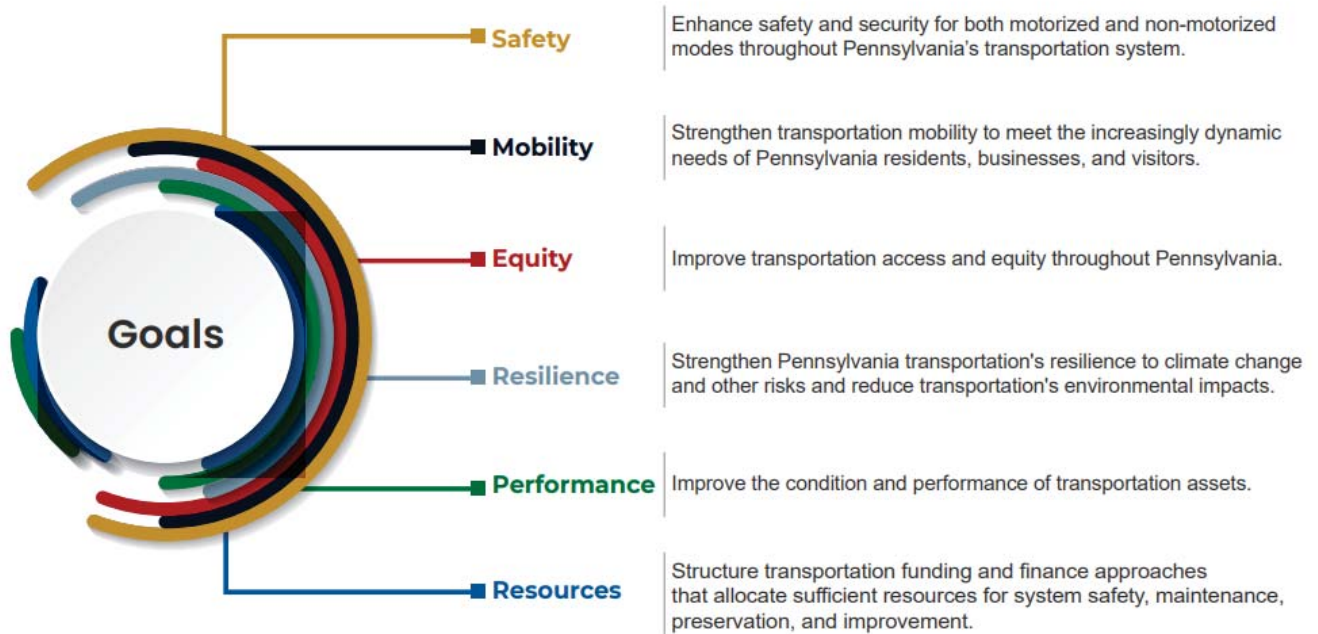 Goals
Safety
Enhance safety and security for both motorized and non-motorized
modes throughout Pennsylvania's transportation system.
Mobility
Strengthen transportation mobility to meet the increasingly dynamic
needs of Pennsylvania residents, businesses, and visitors.
Equity
Improve transportation access and equity throughout Pennsylvania.
Resilience
Strengthen Pennsylvania transportation's resilience to climate change
and other risks and reduce transportation's environmental impacts.
Performance
Improve the condition and performance of transportation assets.
Resources
Structure transportation funding and finance approaches
that allocate sufficient resources for system safety, maintenance,
preservation, and improvement.